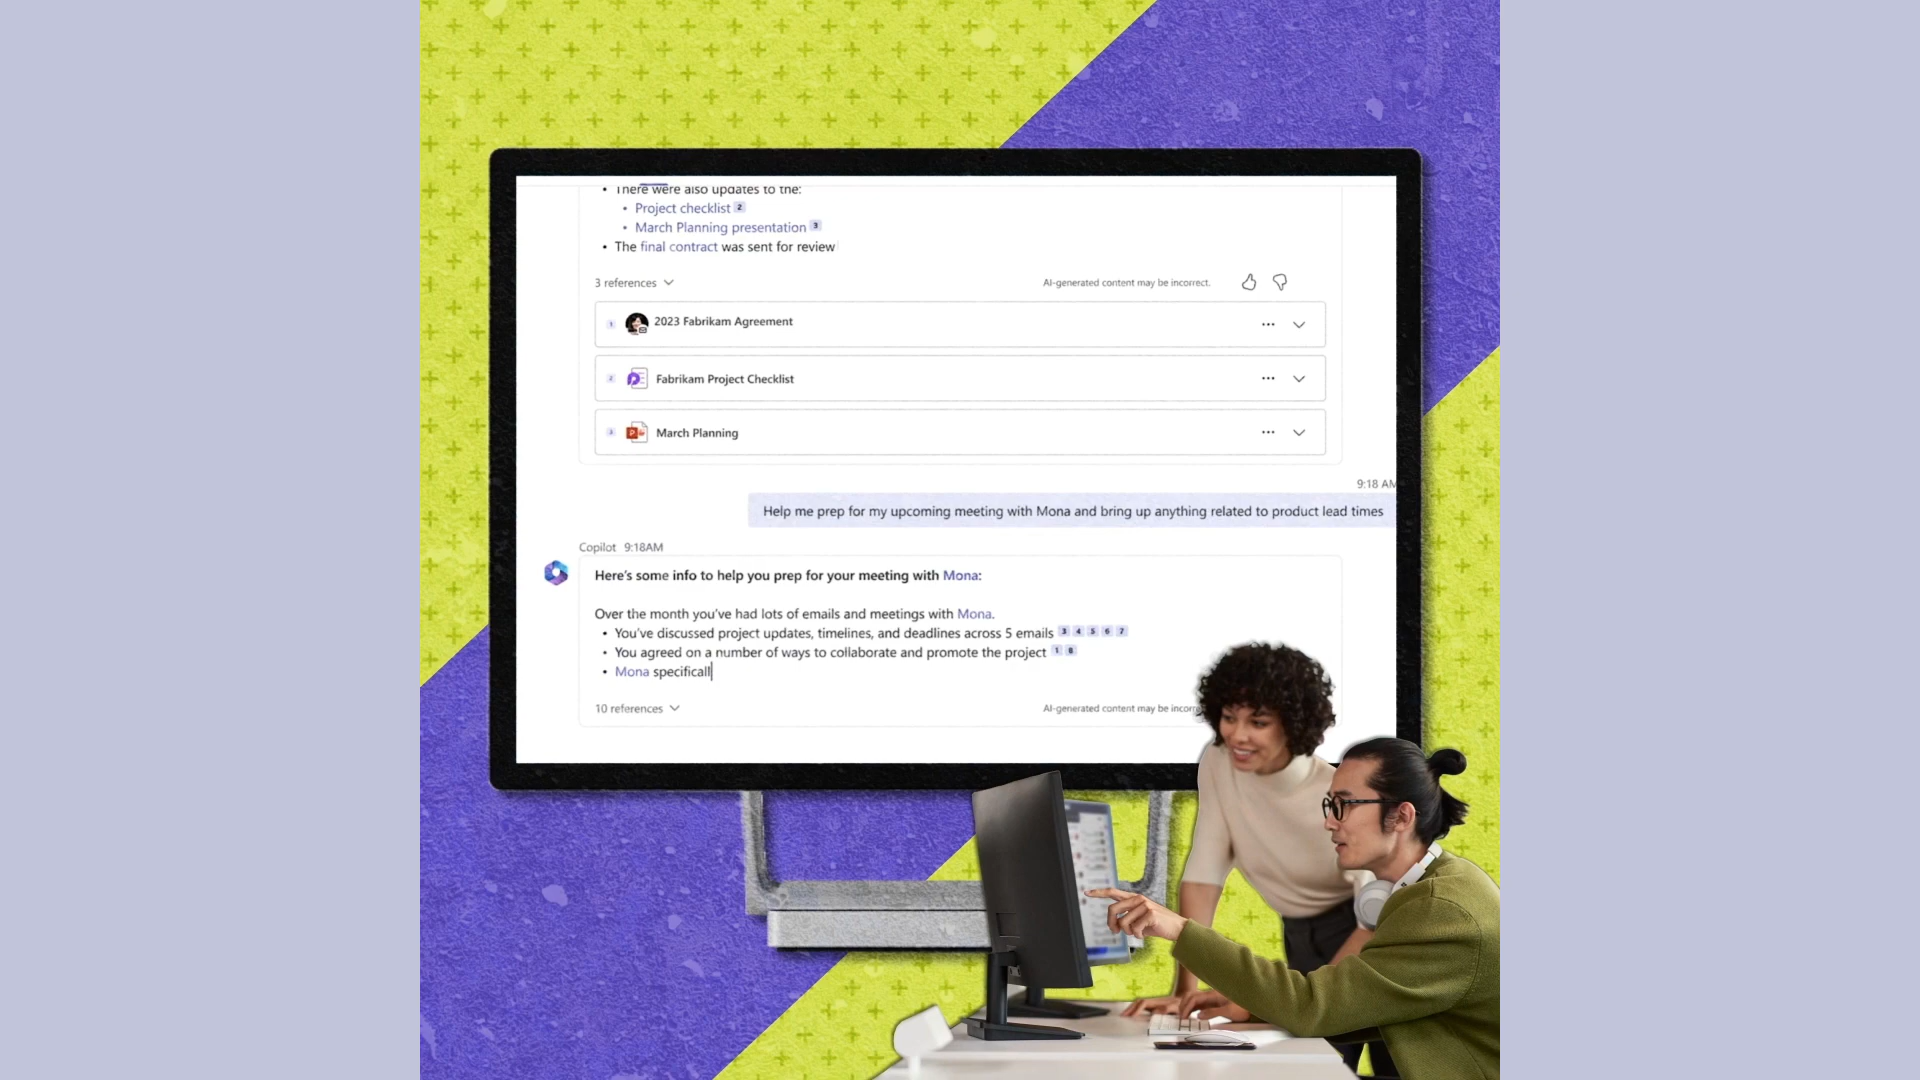 There were also updates to the:
Project checklist 2
March Planning presentation 3
The final contract was sent for review
3 references
AI-generated content may be incorrect.
1 2023 Fabrikam Agreement
2 Fabrikam Project Checklist
3 March Planning
9:18 AM
Help me prep for my upcoming meeting with Mona and bring up anything related to product lead times
Copilot 9:18AM
Here's some info to help you prep for your meeting with Mona:
Over the month you've had lots of emails and meetings with Mona.
You've discussed project updates, timelines, and deadlines across 5 emails 3 4 5 6 7
You agreed on a number of ways to collaborate and promote the project 1 8
Mona specificall
10 references
AI-generated content may be incorre